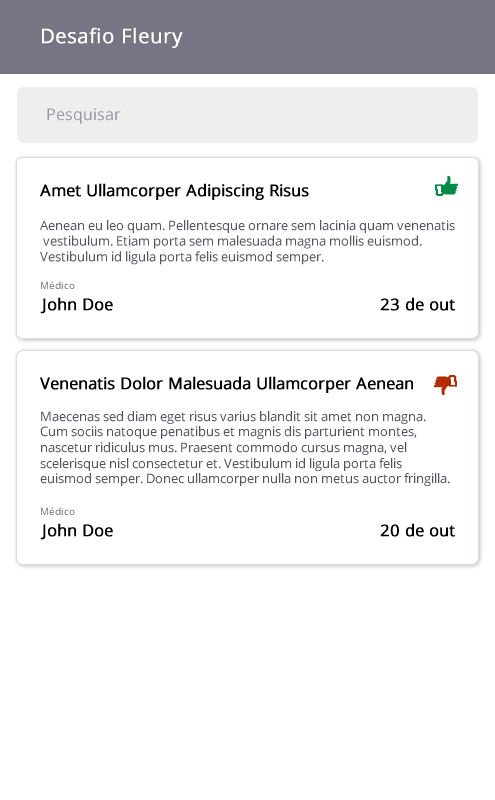 Desafio Fleury
Pesquisar
Amet Ullamcorper Adipiscing Risus
Aenean eu leo quam. Pellentesque ornare sem lacinia quam venenatis
vestibulum. Etiam porta sem malesuada magna mollis euismod.
Vestibulum id ligula porta felis euismod semper.
Médico
John Doe
23 de out
Venenatis Dolor Malesuada Ullamcorper Aenean
Maecenas sed diam eget risus varius blandit sit amet non magna.
Cum sociis natoque penatibus et magnis dis parturient montes,
nascetur ridiculus mus. Praesent commodo cursus magna, vel
scelerisque nisl consectetur et. Vestibulum id ligula porta felis
euismod semper. Donec ullamcorper nulla non metus auctor fringilla.
Médico
John Doe
20 de out